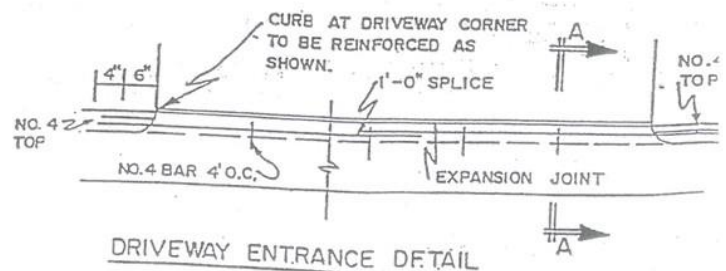 CURB AT DRIVEWAY CORNER
TO BE REINFORCED AS
SHOWN.
A
4" 6"
1'-0" SPLICE
NO. 4
TOP
NO. 4
TOP
NO. 4 BAR 4' O.C.
EXPANSION JOINT
A
DRIVEWAY ENTRANCE DETAIL